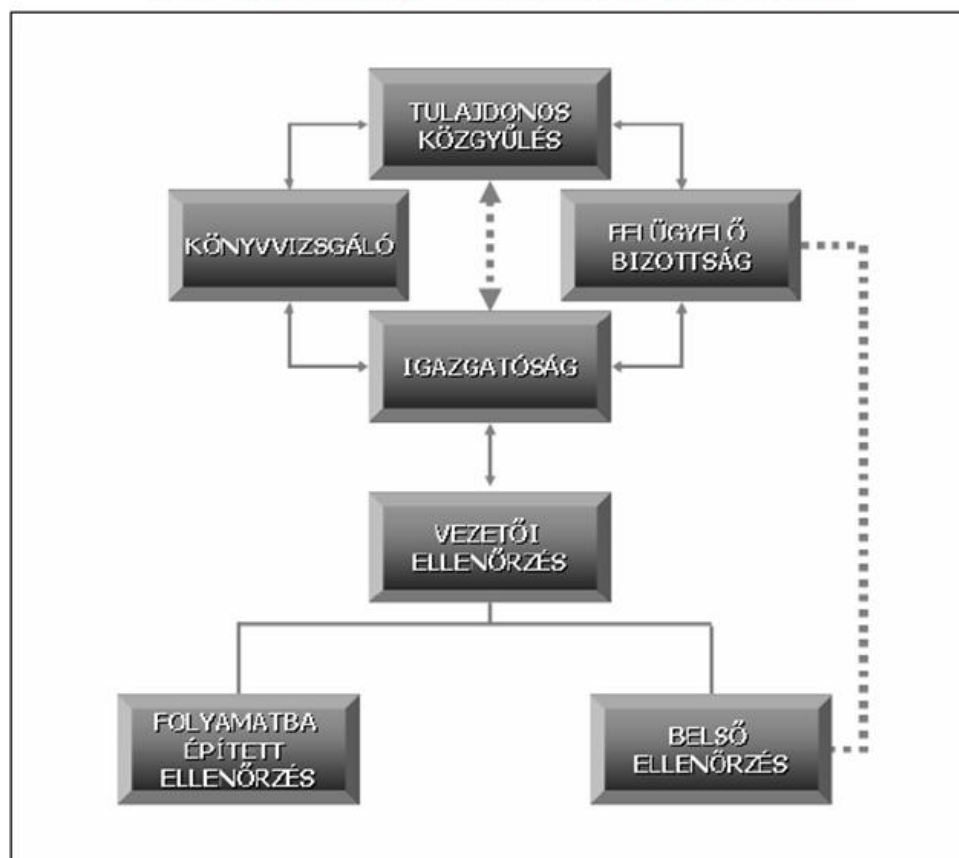 TULAJDONOS
KÖZGYŰLÉS
KÖNYVVIZSGÁLÓ
FELÜGYELŐ
BIZOTTSÁG
IGAZGATÓSÁG
VEZETŐI
ELLENŐRZÉS
FOLYAMATBA
ÉPÍTETT
ELLENŐRZÉS
BELSŐ
ELLENŐRZÉS